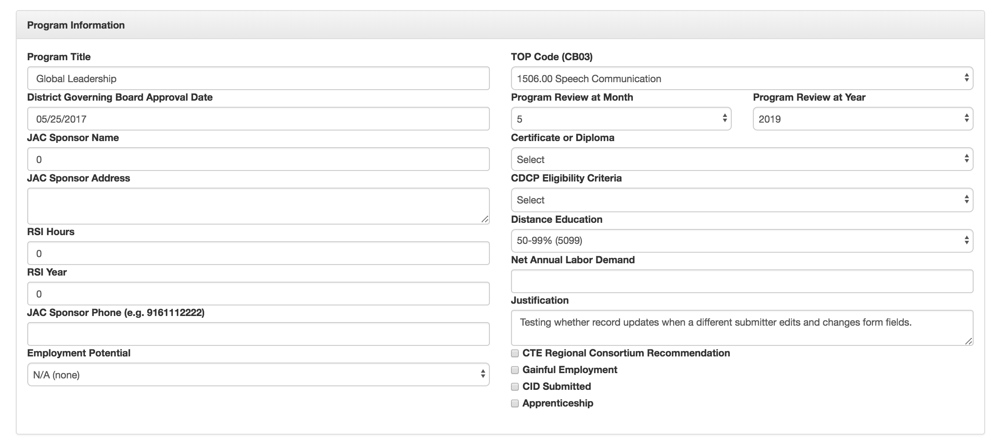 Program Information
Program Title
Global Leadership
District Governing Board Approval Date
05/25/2017
JAC Sponsor Name
0
JAC Sponsor Address
RSI Hours
0
RSI Year
0
JAC Sponsor Phone (e.g. 9161112222)
Employment Potential
N/A (none)
TOP Code (CB03)
1506.00 Speech Communication
Program Review at Month
5
Program Review at Year
2019
Certificate or Diploma
Select
CDCP Eligibility Criteria
Select
Distance Education
50-99% (5099)
Net Annual Labor Demand
Justification
Testing whether record updates when a different submitter edits and changes form fields.
CTE Regional Consortium Recommendation
Gainful Employment
CID Submitted
Apprenticeship